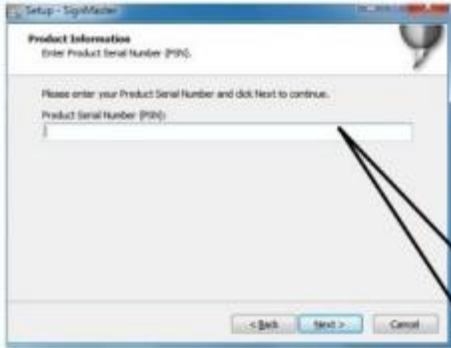 Setup - SignMaster
Product Information
Enter Product Serial Number (PSN).
Please enter your Product Serial Number and click Next to continue.
Product Serial Number (PSN):
< Back
Next >
Cancel